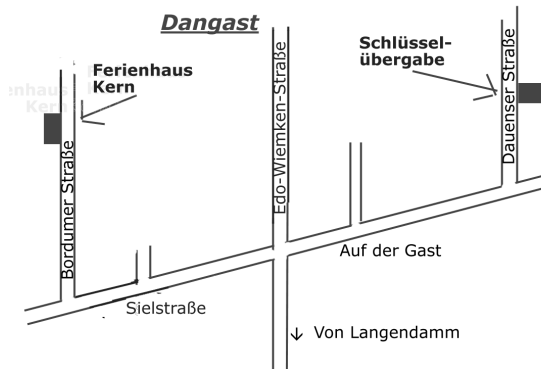 Dangast
Schlüssel-
übergabe
Ferienhaus
Kern
Bordumer Straße
Edo-Wiemken-Straße
Dauenser Straße
Auf der Gast
Sielstraße
Von Langendamm